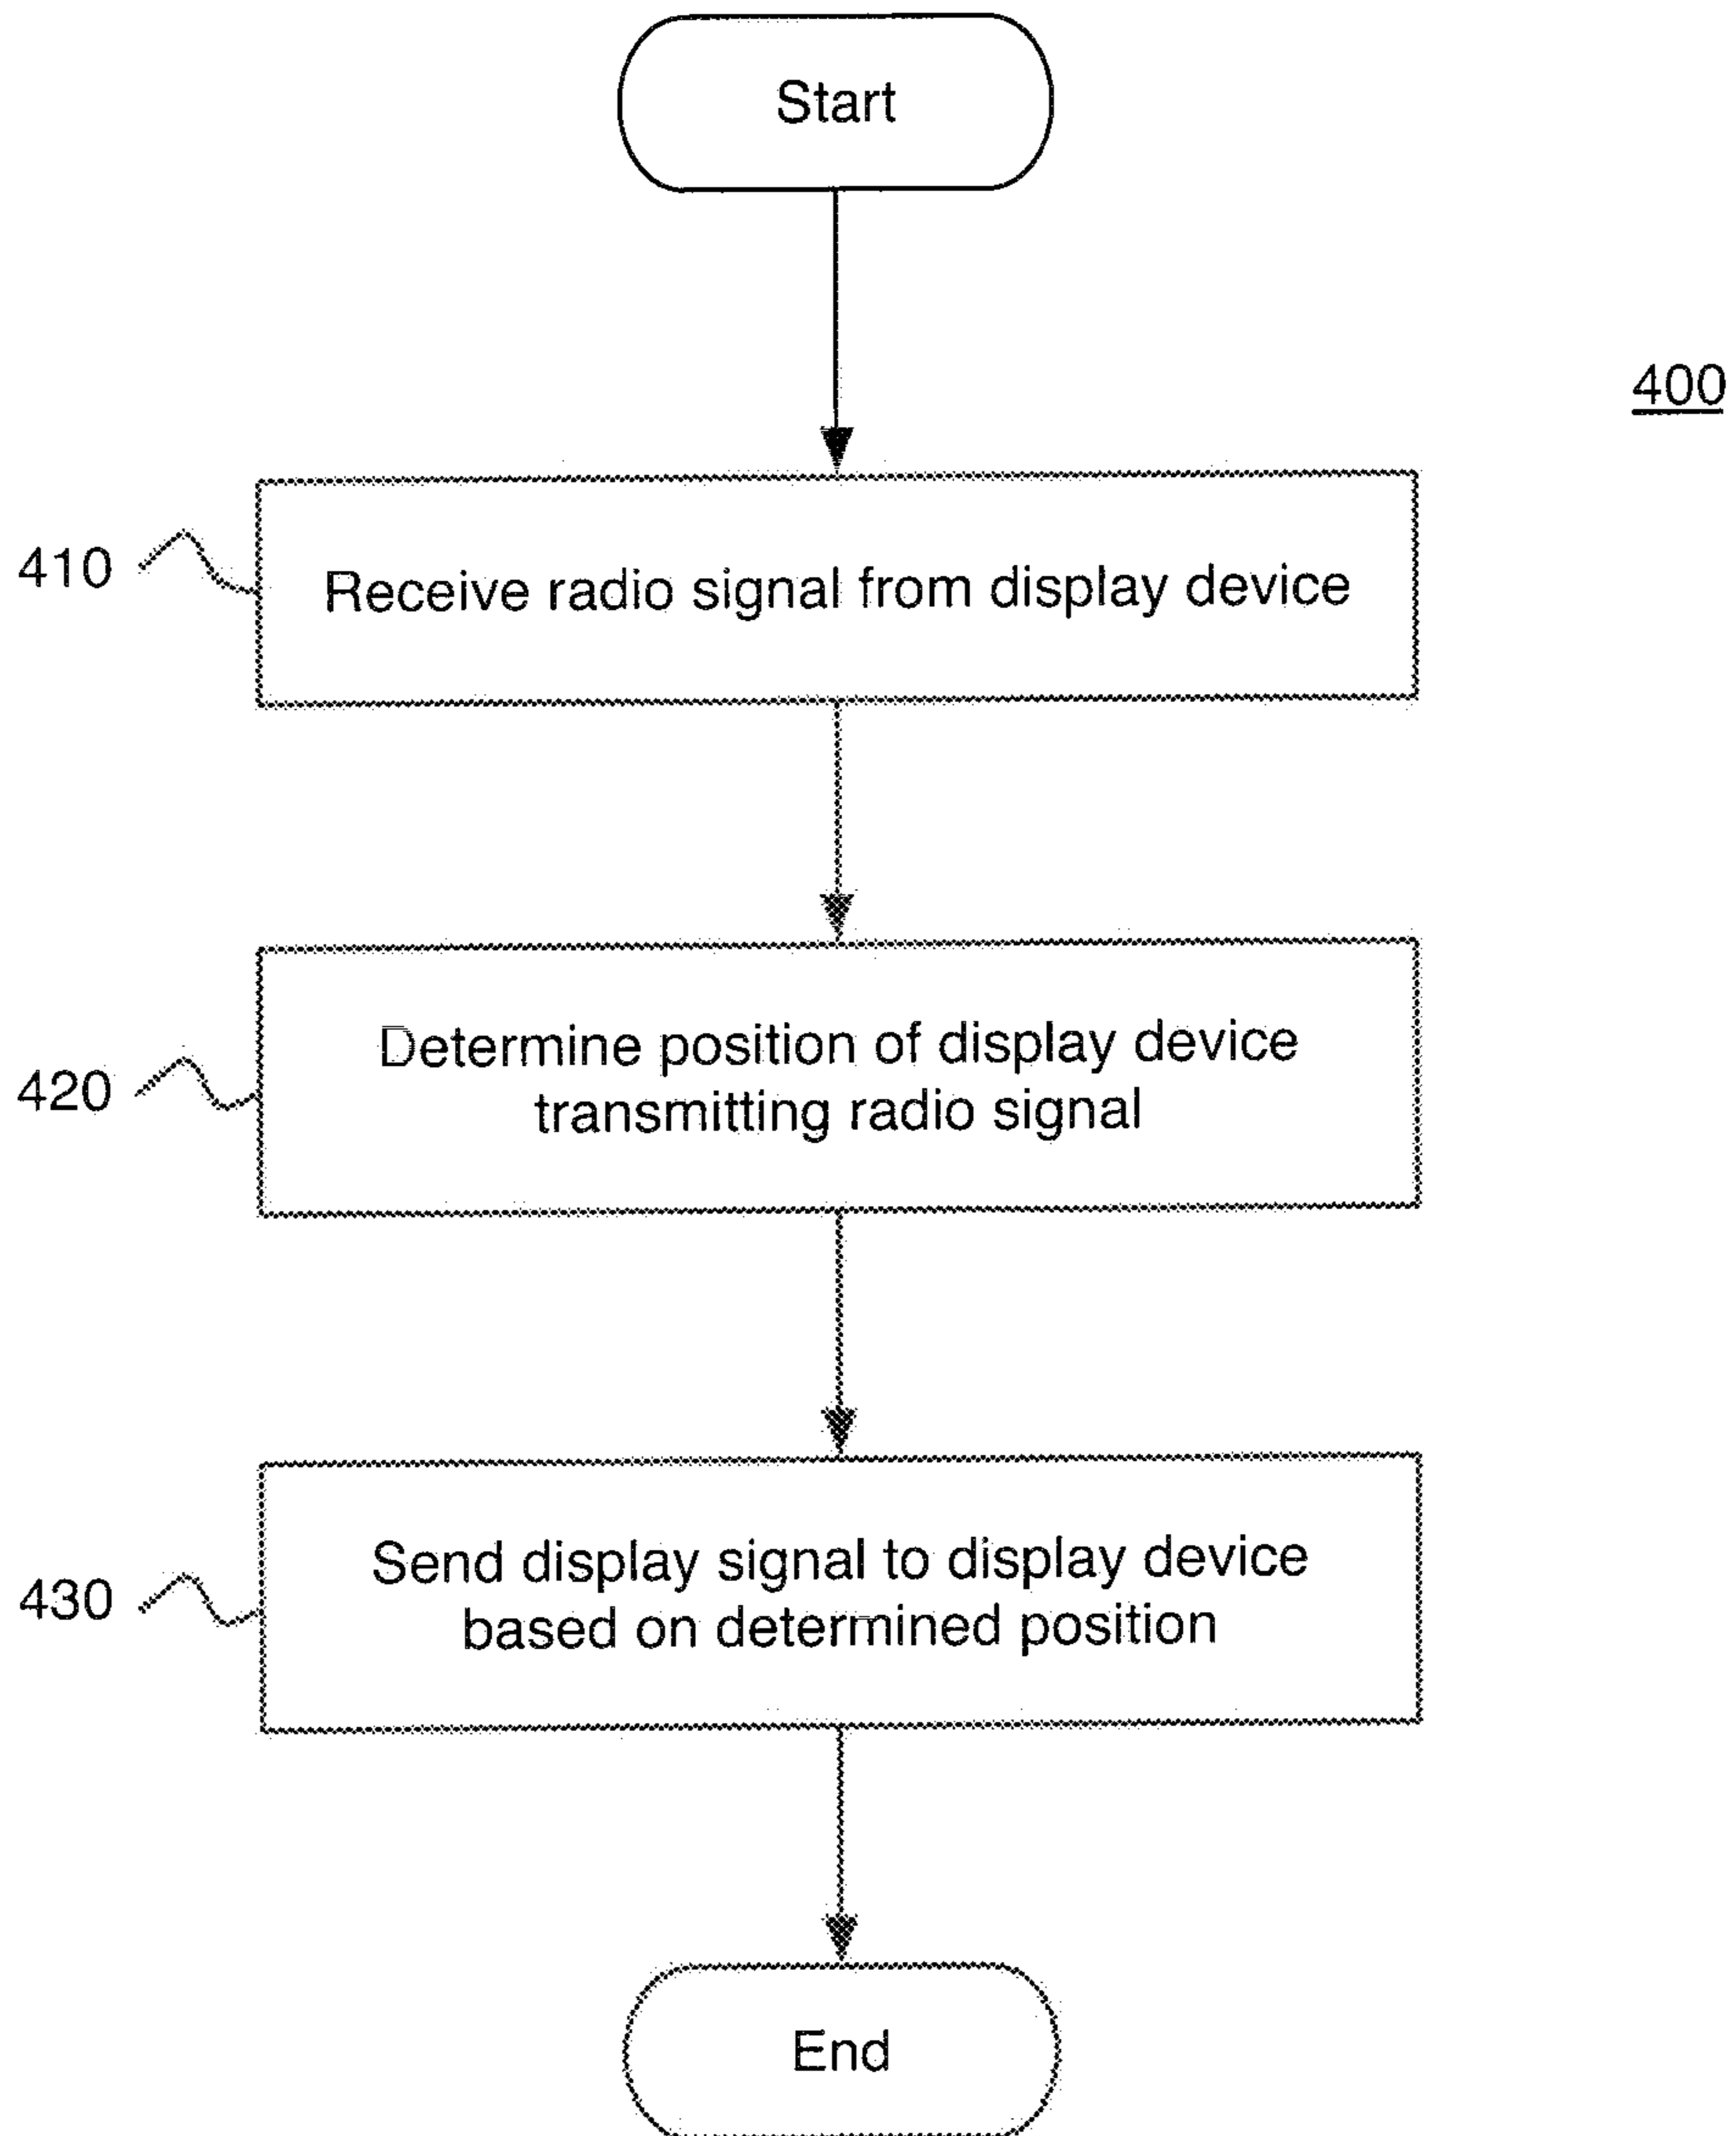 Start
400
410
Receive radio signal from display device
420
Determine position of display device
transmitting radio signal
430
Send display signal to display device
based on determined position
End